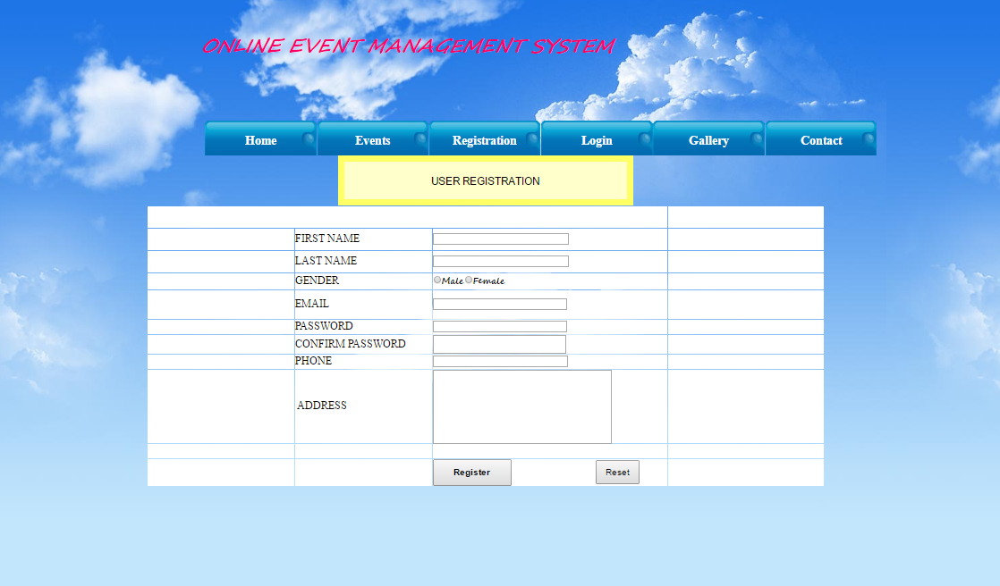 ONLINE EVENT MANAGEMENT SYSTEM
Home Events Registration Login Gallery Contact
USER REGISTRATION
FIRST NAME
LAST NAME
GENDER Male Female
EMAIL
PASSWORD
CONFIRM PASSWORD
PHONE
ADDRESS
Register Reset